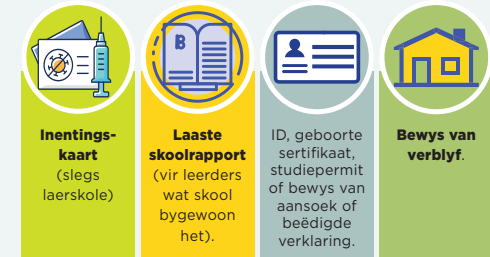 B
Inentings-
kaart
(slegs
laerskole)
Laaste
skoolrapport
(vir leerders
wat skool
bygewoon
het).
ID, geboorte
sertifikaat,
studiepermit
of bewys van
aansoek of
beëdigde
verklaring.
Bewys van
verblyf.